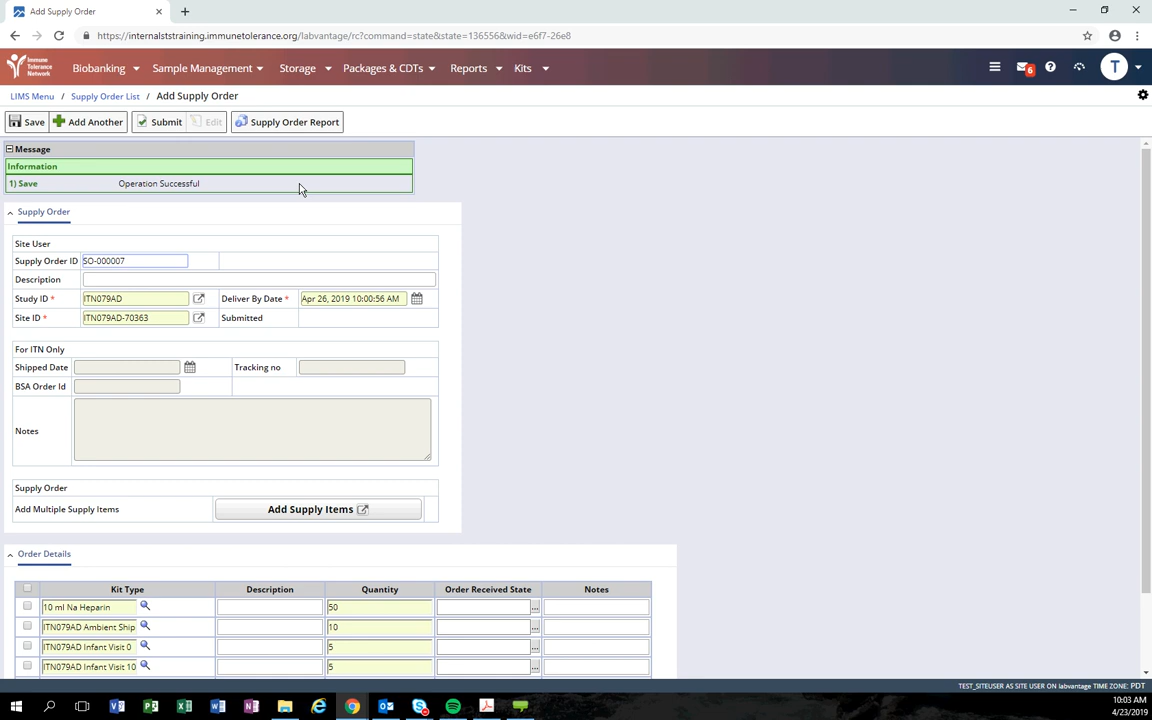 Add Supply Order
https://internalststraining.immunetolerance.org/labvantage/rc?command=state&state=136556&wid=e6f7-26e8
Immune Tolerance Network
Biobanking Sample Management Storage Packages & CDTs Reports Kits
6 T
LIMS Menu / Supply Order List / Add Supply Order
Save Add Another Submit Edit Supply Order Report
Message
Information
1) Save Operation Successful
Supply Order
Site User
Supply Order ID SO-000007
Description
Study ID * ITN079AD Deliver By Date * Apr 26, 2019 10:00:56 AM
Site ID * ITN079AD-70363 Submitted
For ITN Only
Shipped Date Tracking no
BSA Order Id
Notes
Supply Order
Add Multiple Supply Items Add Supply Items
Order Details
Kit Type Description Quantity Order Received State Notes
10 ml Na Heparin 50 ...
ITN079AD Ambient Ship 10 ...
ITN079AD Infant Visit 0 5 ...
ITN079AD Infant Visit 10 5 ...
TEST_SITEUSER AS SITE USER ON labvantage TIME ZONE: PDT
10:03 AM
4/23/2019